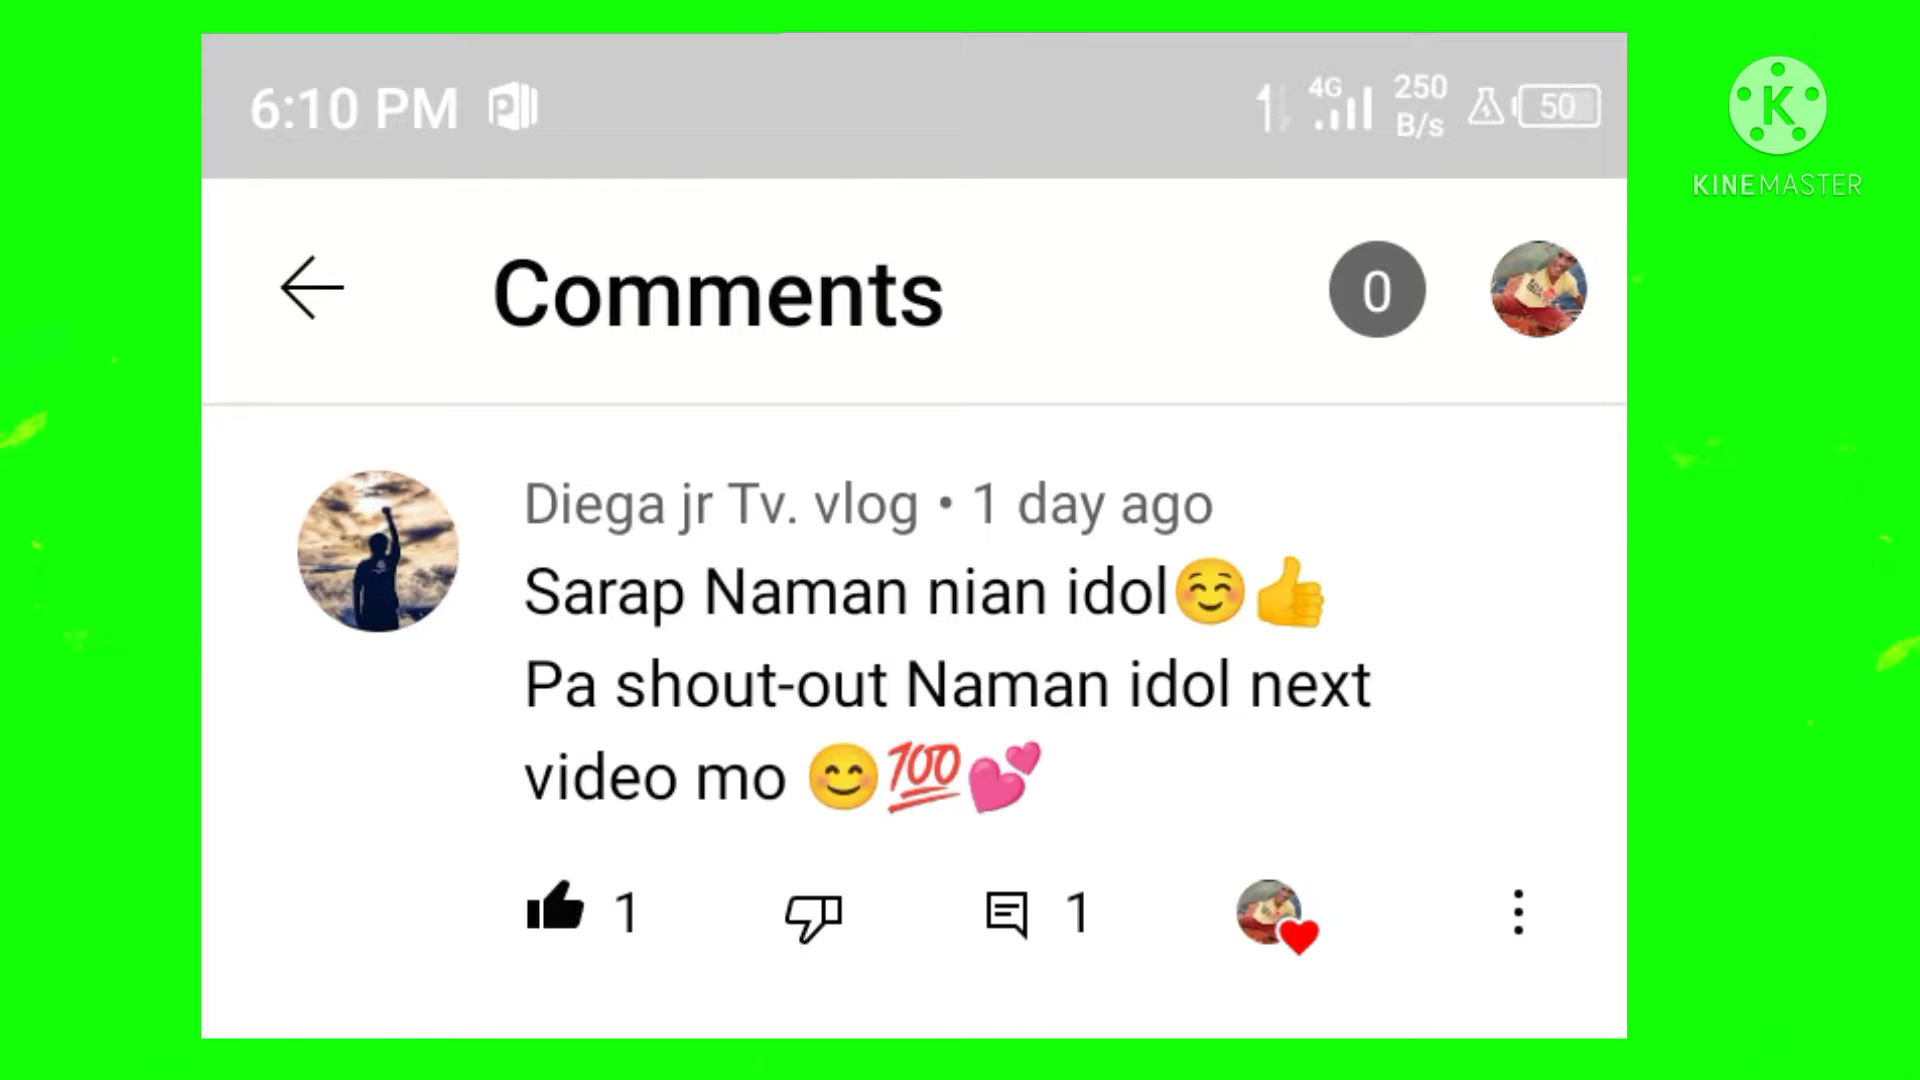 6:10 PM
4G 250 B/s 50
KINEMASTER
Comments 0
Diega jr Tv. vlog • 1 day ago
Sarap Naman nian idol☺️👍
Pa shout-out Naman idol next
video mo 😊💯💕
1 1